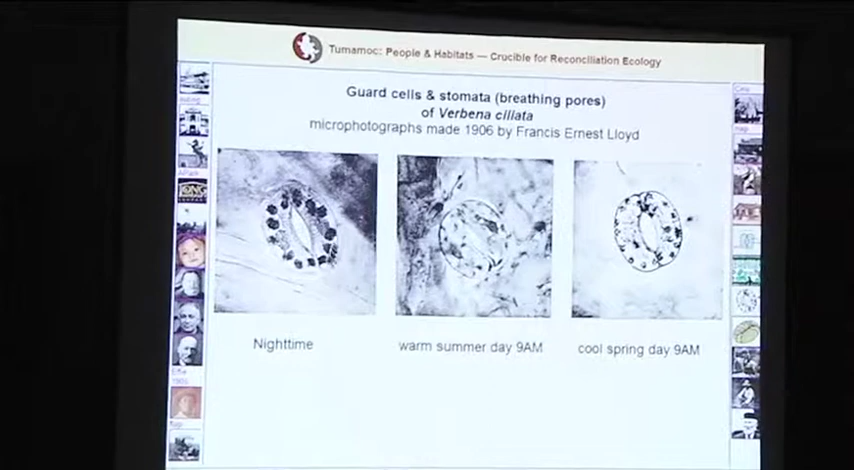 Tumamoc: People & Habitats — Crucible for Reconciliation Ecology
Guard cells & stomata (breathing pores)
of Verbena ciliata
microphotographs made 1906 by Francis Ernest Lloyd
Nighttime
warm summer day 9AM
cool spring day 9AM